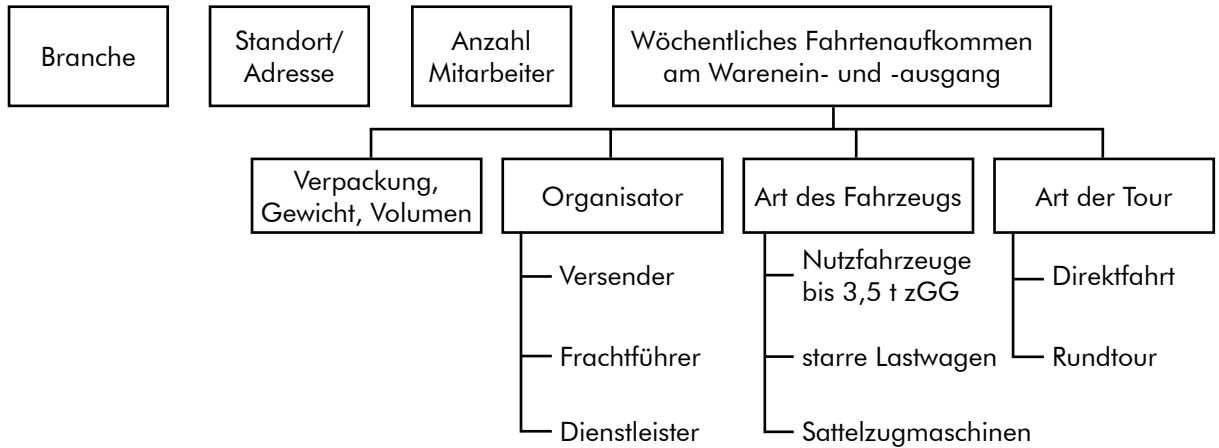 Branche
Standort/
Adresse
Anzahl
Mitarbeiter
Wöchentliches Fahrtenaufkommen
am Warenein- und -ausgang
Verpackung,
Gewicht, Volumen
Organisator
Art des Fahrzeugs
Art der Tour
Versender
Frachtführer
Dienstleister
Nutzfahrzeuge
bis 3,5 t zGG
starre Lastwagen
Sattelzugmaschinen
Direktfahrt
Rundtour